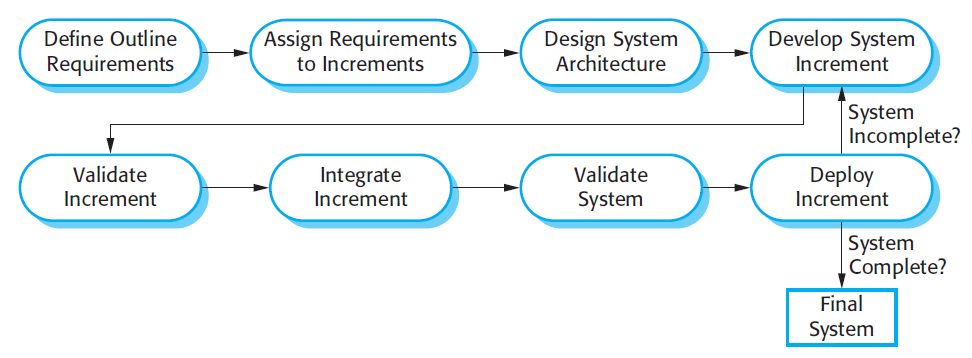 Define Outline
Requirements
Assign Requirements
to Increments
Design System
Architecture
Develop System
Increment
System
Incomplete?
Validate
Increment
Integrate
Increment
Validate
System
Deploy
Increment
System
Complete?
Final
System